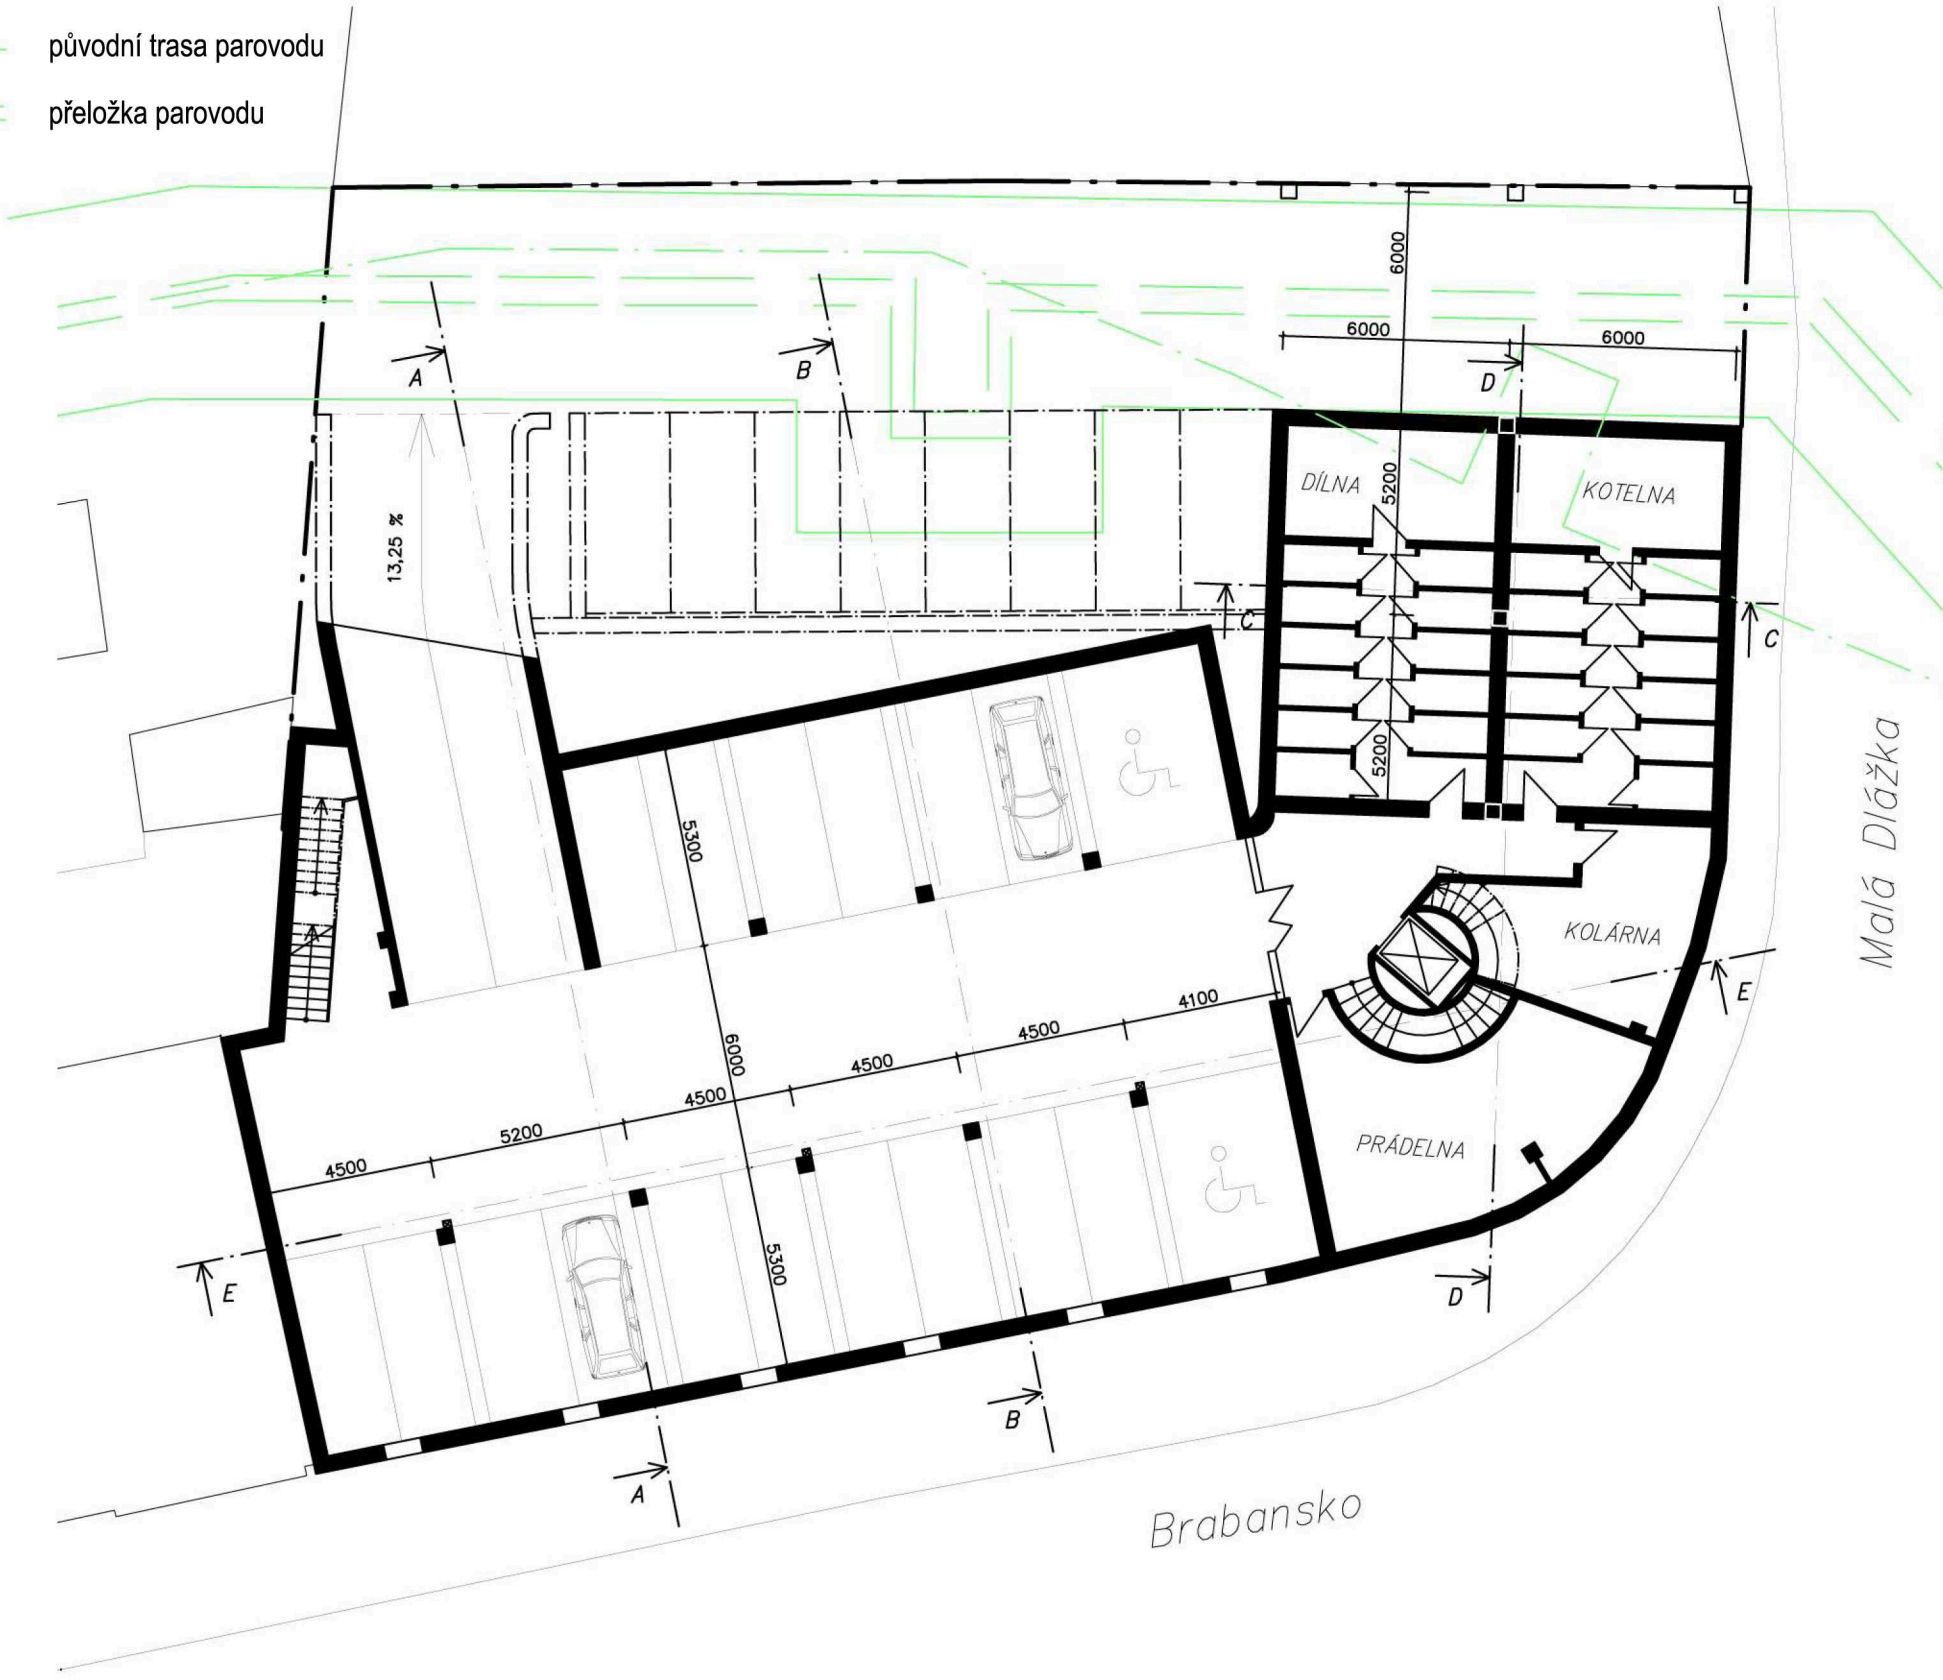 původní trasa parovodu
přeložka parovodu
6000
6000
6000
A
B
D
DÍLNA
5200
KOTELNA
13,25 %
C
C
Malá Dlážka
5200
5300
KOLÁRNA
E
4100
4500
6000
4500
4500
5200
4500
PRÁDELNA
5300
E
D
B
A
Brabansko